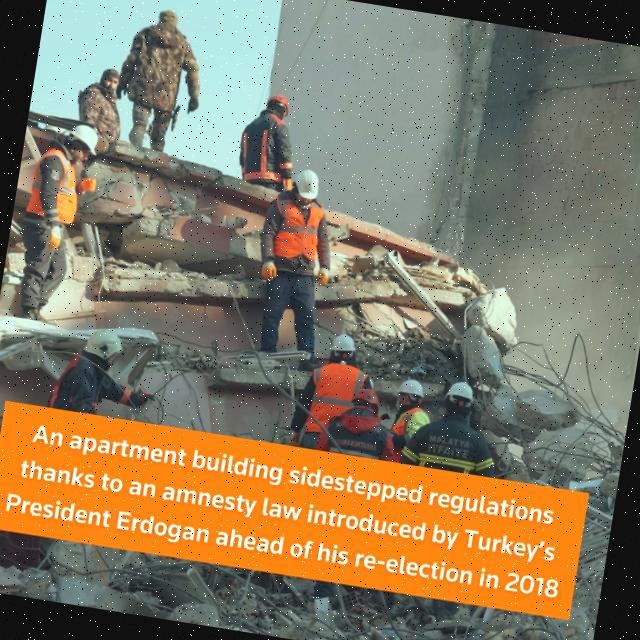 An apartment building sidestepped regulations
thanks to an amnesty law introduced by Turkey's
President Erdogan ahead of his re-election in 2018